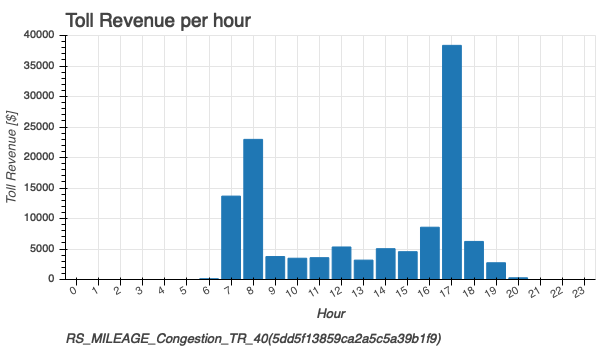 Toll Revenue per hour
40000
35000
30000
25000
20000
15000
10000
5000
0
Toll Revenue [$]
0 1 2 3 4 5 6 7 8 9 10 11 12 13 14 15 16 17 18 19 20 21 22 23
Hour
RS_MILEAGE_Congestion_TR_40(5dd5f13859ca2a5c5a39b1f9)